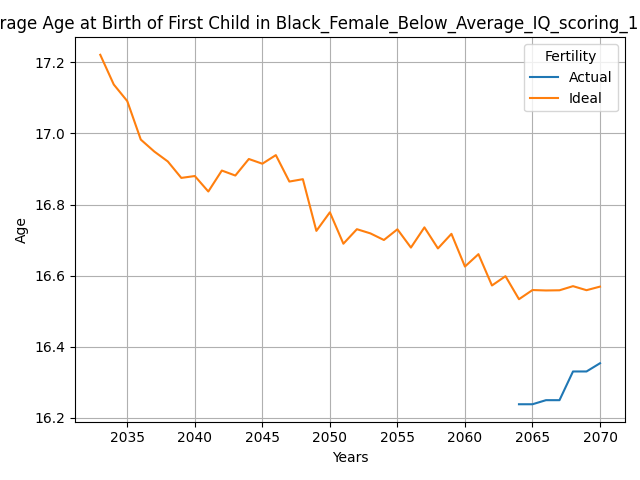 rage Age at Birth of First Child in Black_Female_Below_Average_IQ_scoring_1
Fertility
Actual
Ideal
17.2
17.0
16.8
16.6
16.4
16.2
Age
2035 2040 2045 2050 2055 2060 2065 2070
Years